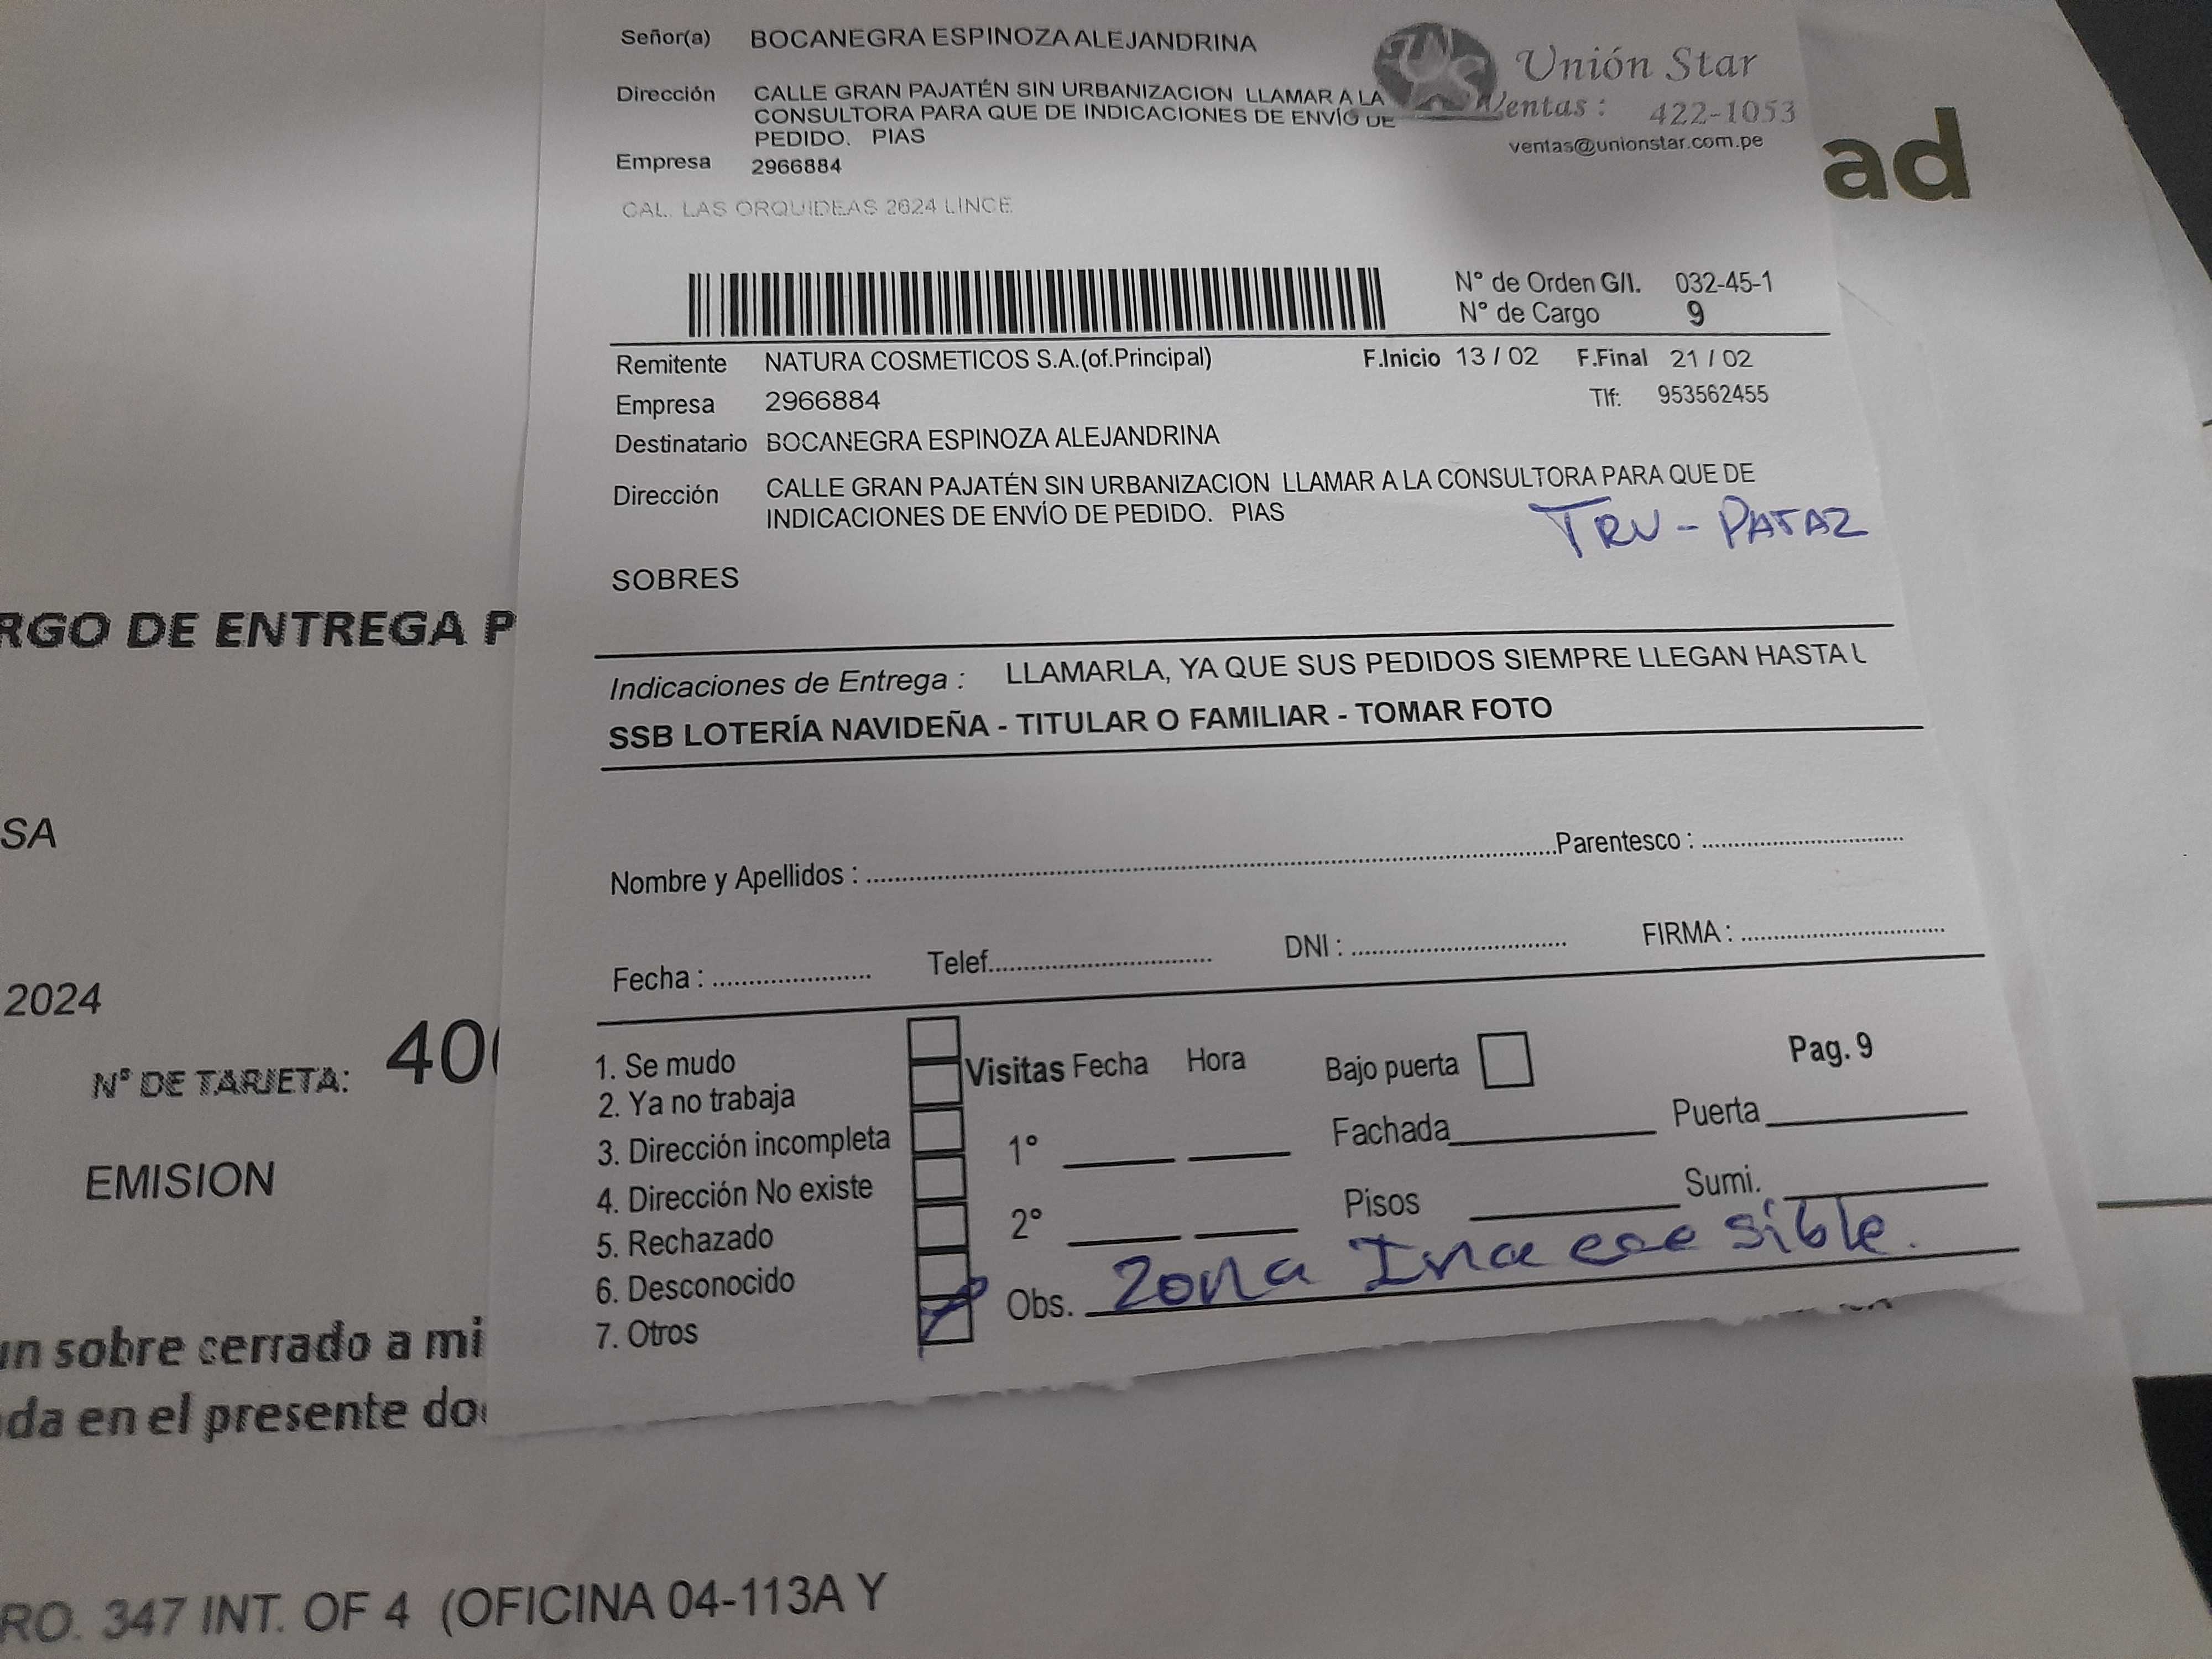 Señor(a) BOCANEGRA ESPINOZA ALEJANDRINA
Unión Star
Ventas : 422-1053
ventas@unionstar.com.pe
Dirección CALLE GRAN PAJATÉN SIN URBANIZACION LLAMAR A LA
CONSULTORA PARA QUE DE INDICACIONES DE ENVÍO DE
PEDIDO. PIAS
Empresa 2966884
CAL. LAS ORQUIDEAS 2624 LINCE
ad
N° de Orden G/I. 032-45-1
N° de Cargo 9
Remitente NATURA COSMETICOS S.A.(of.Principal) F.Inicio 13 / 02 F.Final 21 / 02
Empresa 2966884 Tlf: 953562455
Destinatario BOCANEGRA ESPINOZA ALEJANDRINA
Dirección CALLE GRAN PAJATÉN SIN URBANIZACION LLAMAR A LA CONSULTORA PARA QUE DE
INDICACIONES DE ENVÍO DE PEDIDO. PIAS
TRU - PATAZ
SOBRES
Indicaciones de Entrega : LLAMARLA, YA QUE SUS PEDIDOS SIEMPRE LLEGAN HASTA L
SSB LOTERÍA NAVIDEÑA - TITULAR O FAMILIAR - TOMAR FOTO
Nombre y Apellidos : Parentesco :
Fecha : Telef. DNI : FIRMA :
1. Se mudo
2. Ya no trabaja
3. Dirección incompleta
4. Dirección No existe
5. Rechazado
6. Desconocido
7. Otros
Visitas Fecha Hora
1°
2°
Bajo puerta Pag. 9
Fachada Puerta
Pisos Sumi.
Obs. Zona Inaccesible.
RGO DE ENTREGA P
SA
2024
N° DE TARJETA: 40
EMISION
un sobre cerrado a mi
da en el presente do
RO. 347 INT. OF 4 (OFICINA 04-113A Y